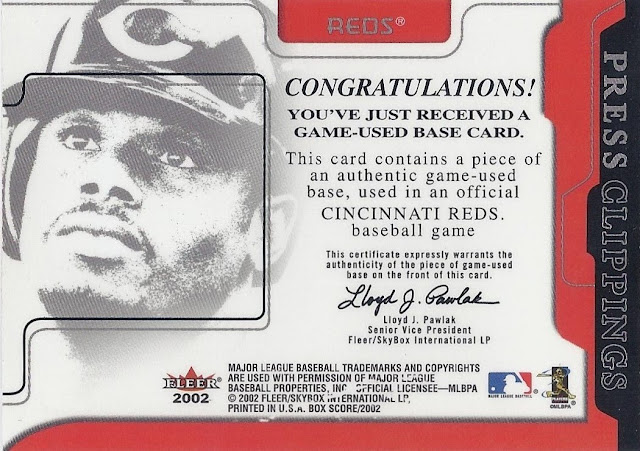 REDS®
CONGRATULATIONS!
YOU'VE JUST RECEIVED A
GAME-USED BASE CARD.
This card contains a piece of
an authentic game-used
base, used in an official
CINCINNATI REDS.
baseball game
This certificate expressly warrants the
authenticity of the piece of game-used
base on the front of this card.
Lloyd J. Pawlak
Lloyd J. Pawlak
Senior Vice President
Fleer/SkyBox International LP
PRESS CLIPPINGS
FLEER
2002
MAJOR LEAGUE BASEBALL TRADEMARKS AND COPYRIGHTS
ARE USED WITH PERMISSION OF MAJOR LEAGUE
BASEBALL PROPERTIES, INC. OFFICIAL LICENSEE—MLBPA
© 2002 FLEER/SKYBOX INTERNATIONAL LP,
PRINTED IN U.S.A. BOX SCORE/2002
MAJOR LEAGUE BASEBALL
©MLBPA